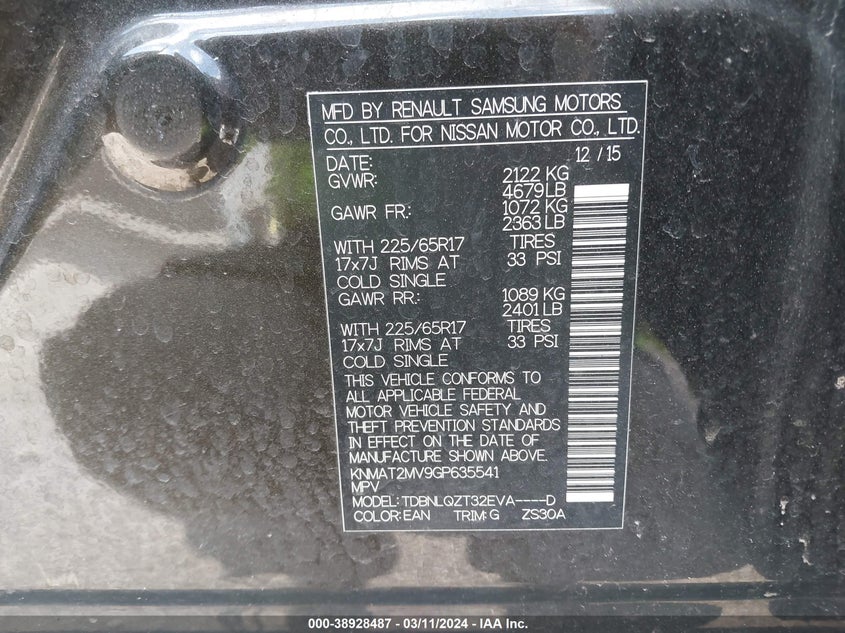 MFD BY RENAULT SAMSUNG MOTORS
CO., LTD. FOR NISSAN MOTOR CO., LTD.
DATE: 12 / 15
GVWR: 2122 KG
4679 LB
GAWR FR: 1072 KG
2363 LB
WITH 225/65R17 TIRES
17x7J RIMS AT 33 PSI
COLD SINGLE
GAWR RR: 1089 KG
2401 LB
WITH 225/65R17 TIRES
17x7J RIMS AT 33 PSI
COLD SINGLE
THIS VEHICLE CONFORMS TO
ALL APPLICABLE FEDERAL
MOTOR VEHICLE SAFETY AND
THEFT PREVENTION STANDARDS
IN EFFECT ON THE DATE OF
MANUFACTURE SHOWN ABOVE.
KNMAT2MV9GP635541
MPV
MODEL: TDBNLQZT32EVA----D
COLOR: EAN TRIM: G ZS30A
000-38928487 - 03/11/2024 - IAA Inc.